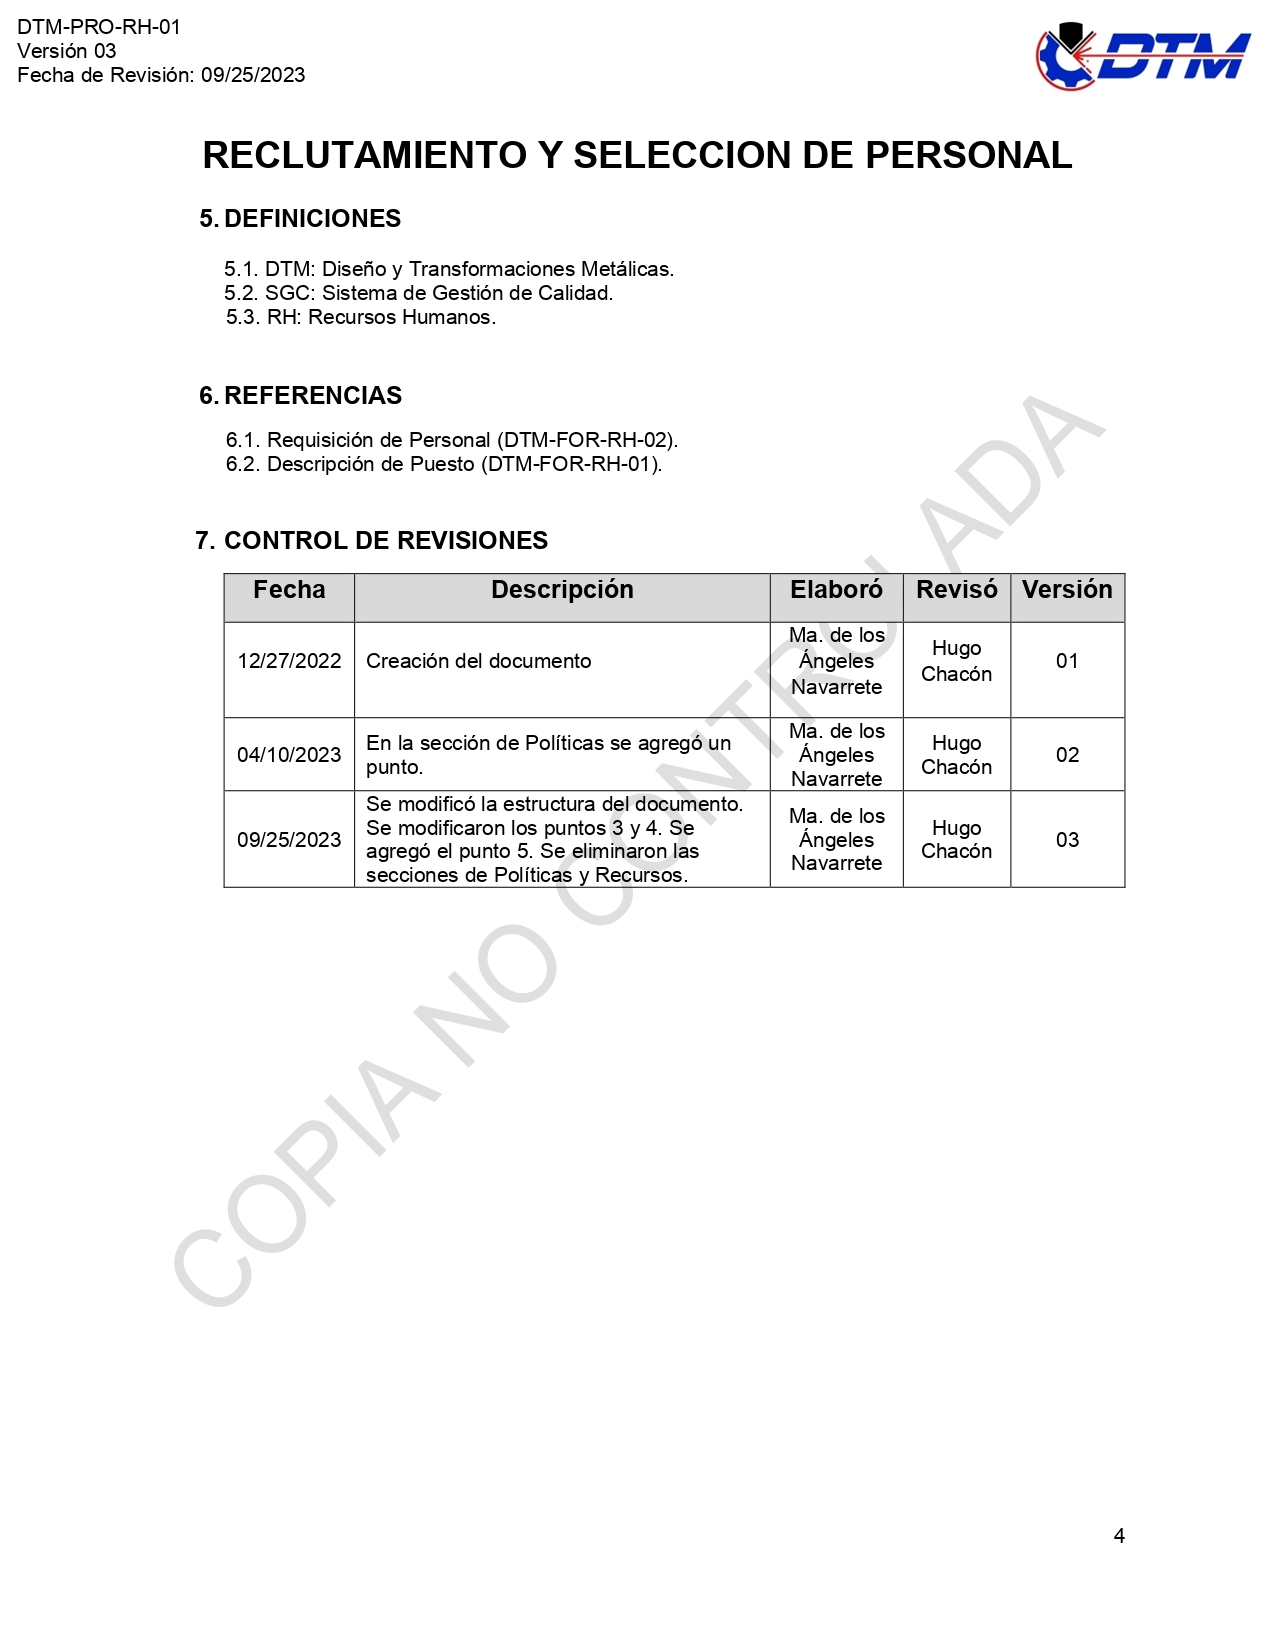 DTM-PRO-RH-01
Versión 03
Fecha de Revisión: 09/25/2023
DTM
RECLUTAMIENTO Y SELECCION DE PERSONAL
5. DEFINICIONES
5.1. DTM: Diseño y Transformaciones Metálicas.
5.2. SGC: Sistema de Gestión de Calidad.
5.3. RH: Recursos Humanos.
6. REFERENCIAS
6.1. Requisición de Personal (DTM-FOR-RH-02).
6.2. Descripción de Puesto (DTM-FOR-RH-01).
7. CONTROL DE REVISIONES
Fecha Descripción Elaboró Revisó Versión
12/27/2022
Creación del documento
Ma. de los
Ángeles
Navarrete
Hugo
Chacón
01
04/10/2023
En la sección de Políticas se agregó un
punto.
Ma. de los
Ángeles
Navarrete
Hugo
Chacón
02
09/25/2023
Se modificó la estructura del documento.
Se modificaron los puntos 3 y 4. Se
agregó el punto 5. Se eliminaron las
secciones de Políticas y Recursos.
Ma. de los
Ángeles
Navarrete
Hugo
Chacón
03
COPIA NO CONTROLADA
4